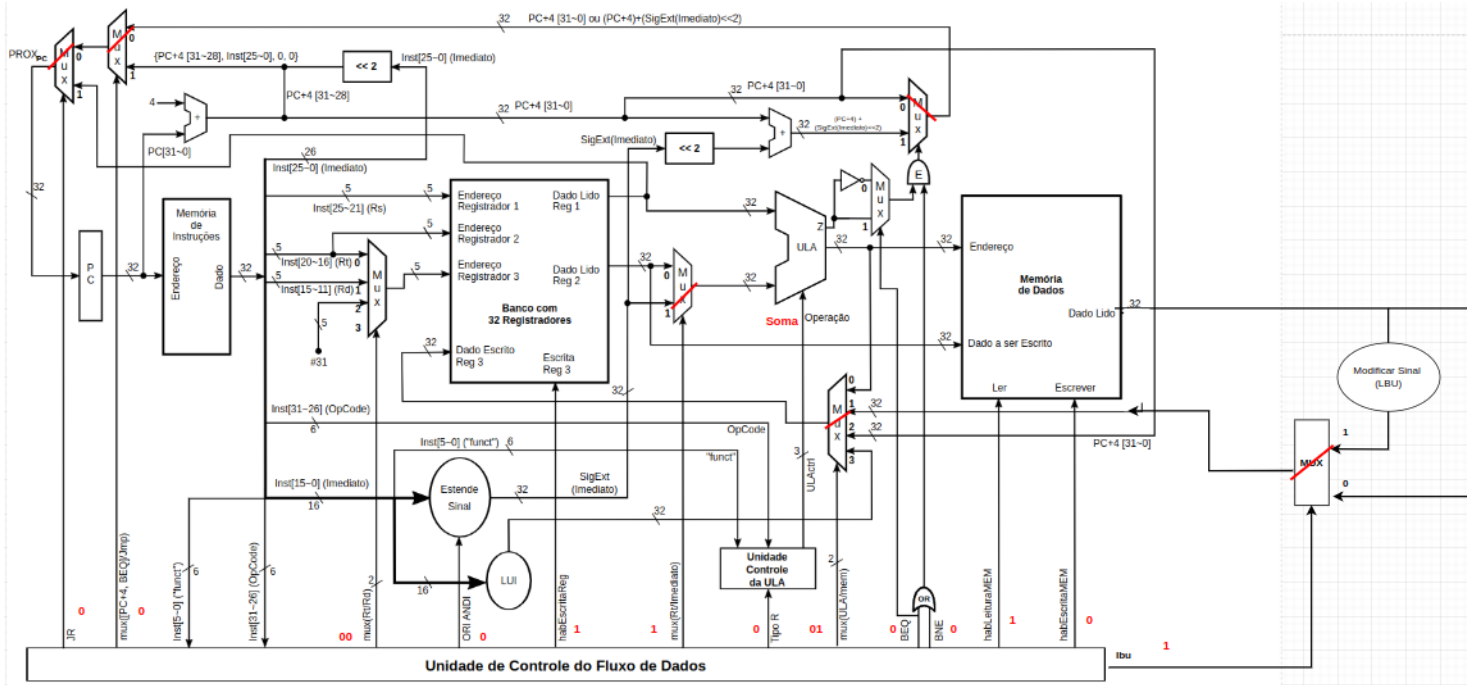 32
PC+4 [31~0] ou (PC+4)+(SigExt(Imediato)<<2)
PROX_PC
M
u
x
0
1
M
u
x
0
1
{PC+4 [31~28], Inst[25~0], 0, 0}
<< 2
Inst[25~0] (Imediato)
PC+4 [31~28]
4
+
PC[31~0]
32
PC+4 [31~0]
32
PC+4 [31~0]
SigExt(Imediato)
<< 2
+
32
(PC+4) +
(SigExt(Imediato)<<2)
0
M
u
x
1
E
26
Inst[25~0] (Imediato)
32
5
5
Inst[25~21] (Rs)
5
5
Inst[20~16] (Rt)
5
Inst[15~11] (Rd)
5
5
#31
0
1
2
3
M
u
x
P
C
32
Memória
de
Instruções
Endereço
Dado
32
Endereço
Registrador 1
Endereço
Registrador 2
Endereço
Registrador 3
Dado Lido
Reg 1
Dado Lido
Reg 2
Banco com
32 Registradores
Dado Escrito
Reg 3
Escrita
Reg 3
32
32
32
0
M
u
x
1
32
32
ULA
Z
32
Soma
Operação
0
M
u
x
1
32
32
Endereço
Memória
de Dados
Dado Lido
32
Dado a ser Escrito
Ler
Escrever
Modificar Sinal
(LBU)
MUX
1
0
M
u
x
0
1
2
3
32
32
PC+4 [31~0]
Inst[31~26] (OpCode)
6
OpCode
Inst[5~0] ("funct")
6
"funct"
3
ULActrl
Inst[15~0] (Imediato)
16
Estende
Sinal
SigExt
(Imediato)
32
32
16
LUI
32
Unidade
Controle
da ULA
OR
0
JR
0
mux([PC+4, BEQ]/Jmp)
Inst[5~0] ("funct")
6
Inst[31~26] (OpCode)
6
00
mux(Rt/Rd)
2
ORI ANDI
0
habEscritaReg
1
1
mux(Rt/Imediato)
0
Tipo R
01
mux(ULA/mem)
2
0
BEQ
BNE
0
habLeituraMEM
1
habEscritaMEM
0
lbu
1
Unidade de Controle do Fluxo de Dados